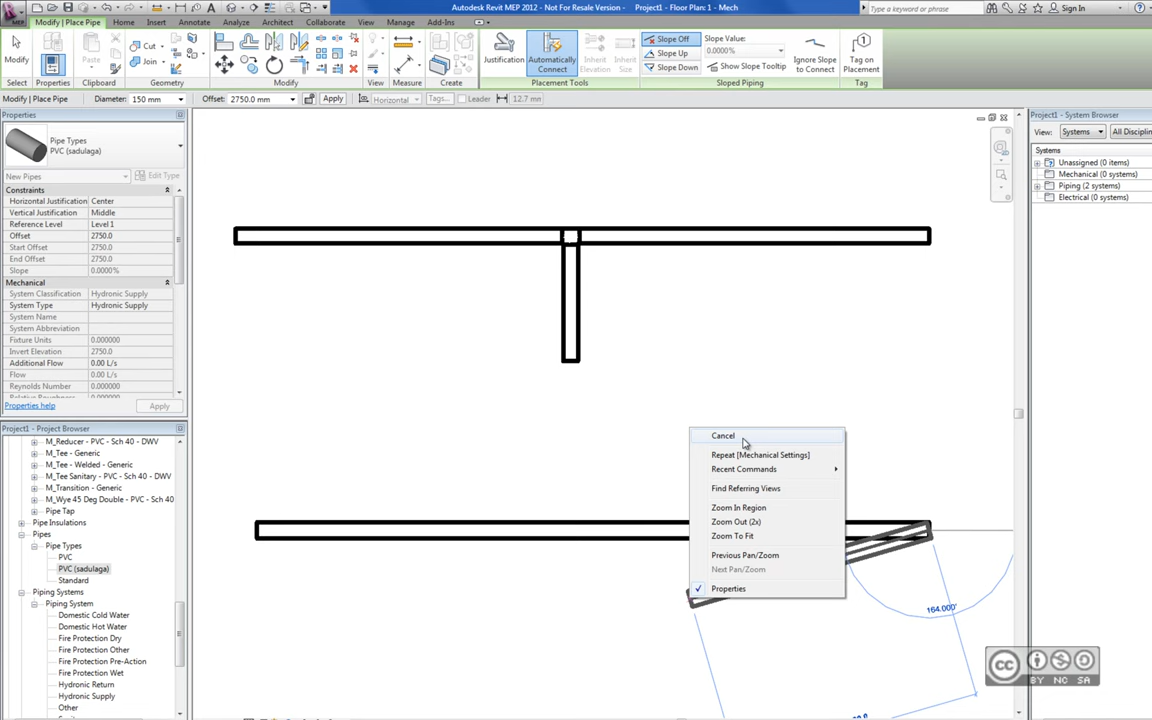 Autodesk Revit MEP 2012 - Not For Resale Version - Project1 - Floor Plan: 1 - Mech
Type a keyword or phrase
Sign In
MEP
Modify | Place Pipe
Home
Insert
Annotate
Analyze
Architect
Collaborate
View
Manage
Add-Ins
Modify
Paste
Cut
Join
Justification
Automatically Connect
Inherit Elevation
Inherit Size
Slope Off
Slope Up
Slope Down
Slope Value:
0.0000%
Show Slope Tooltip
Ignore Slope to Connect
Tag on Placement
Select
Properties
Clipboard
Geometry
Modify
View
Measure
Create
Placement Tools
Sloped Piping
Tag
Modify | Place Pipe
Diameter: 150 mm
Offset: 2750.0 mm
Apply
Horizontal
Tags...
Leader
12.7 mm
Properties
Pipe Types
PVC (sadulaga)
New Pipes
Edit Type
Constraints
Horizontal Justification Center
Vertical Justification Middle
Reference Level Level 1
Offset 2750.0
Start Offset 2750.0
End Offset 2750.0
Slope 0.0000%
Mechanical
System Classification Hydronic Supply
System Type Hydronic Supply
System Name
System Abbreviation
Fixture Units 0.000000
Invert Elevation 2750.0
Additional Flow 0.00 L/s
Flow 0.00 L/s
Reynolds Number 0.000000
Relative Roughness 0.000000
Properties help
Apply
Project1 - Project Browser
M_Reducer - PVC - Sch 40 - DWV
M_Tee - Generic
M_Tee - Welded - Generic
M_Tee Sanitary - PVC - Sch 40 - DWV
M_Transition - Generic
M_Wye 45 Deg Double - PVC - Sch 40
Pipe Tap
Pipe Insulations
Pipes
Pipe Types
PVC
PVC (sadulaga)
Standard
Piping Systems
Piping System
Domestic Cold Water
Domestic Hot Water
Fire Protection Dry
Fire Protection Other
Fire Protection Pre-Action
Fire Protection Wet
Hydronic Return
Hydronic Supply
Other
Cancel
Repeat [Mechanical Settings]
Recent Commands
Find Referring Views
Zoom In Region
Zoom Out (2x)
Zoom To Fit
Previous Pan/Zoom
Next Pan/Zoom
Properties
164.000°
Project1 - System Browser
View: Systems
All Disciplin
Systems
Unassigned (0 items)
Mechanical (0 systems)
Piping (2 systems)
Electrical (0 systems)
cc
BY NC SA